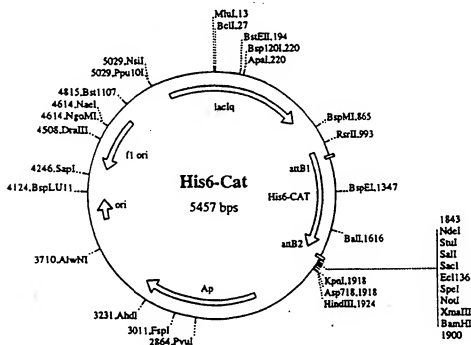 MluI,13
BclI,27
BstEII,194
Bsp120I,220
ApaI,220
5029,NsiI
5029,Ppu10I
4815,Bst1107
4614,NaeI
4614,NgoMI
4508,DraIII
lacIq
BspMI,865
RsrII,993
f1 ori
4246,SapI
4124,BspLU11
ori
His6-Cat
5457 bps
attB1
His6-CAT
attB2
BspEI,1347
BalI,1616
1843
NdeI
StuI
SalI
SacI
Ecl136
SpeI
NotI
XmaIII
BamHI
1900
3710,AlwNI
Ap
KpnI,1918
Asp718,1918
HindIII,1924
3231,AhdI
3011,FspI
2864,PvuI